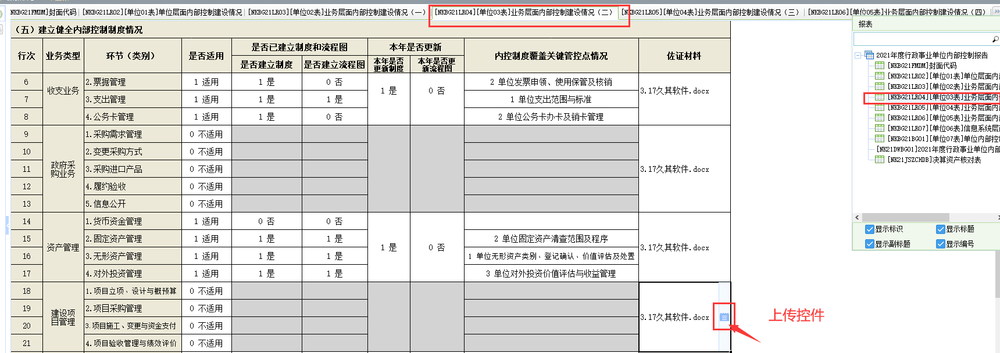 NKBG21FMDM]封面代码 | [NKBG21LR02][单位01表]单位层面内部控制建设情况 | [NKBG21LR03][单位02表]业务层面内部控制建设情况（一） [NKBG21LR04][单位03表]业务层面内部控制建设情况（二） [NKBG21LR05][单位04表]业务层面内部控制建设情况（三） | [NKBG21LR06][单位05表]业务层面内部控制建设情况（四）
（五）建立健全内部控制制度情况
行次 业务类型 环节（类别） 是否适用 是否已建立制度和流程图 本年是否更新 内控制度覆盖关键管控点情况 佐证材料
是否建立制度 是否建立流程图 本年是否更新制度 本年是否更新流程图
6 收支业务 2.票据管理 1 适用 1 是 0 否 1 是 0 否 2 单位发票申领、使用保管及核销 3.17久其软件.docx
7 3.支出管理 1 适用 1 是 1 是 1 单位支出范围与标准
8 4.公务卡管理 1 适用 1 是 0 否 2 单位公务卡办卡及销卡管理
9 政府采购业务 1.采购需求管理 0 不适用 3.17久其软件.docx
10 2.变更采购方式 0 不适用
11 3.采购进口产品 0 不适用
12 4.履约验收 0 不适用
13 5.信息公开 0 不适用
14 资产管理 1.货币资金管理 1 适用 0 否 0 否 1 是 0 否 3.17久其软件.docx
15 2.固定资产管理 1 适用 1 是 1 是 2 单位固定资产清查范围及程序
16 3.无形资产管理 1 适用 1 是 1 是 1 单位无形资产类别、登记确认、价值评估及处置
17 4.对外投资管理 1 适用 1 是 1 是 3 单位对外投资价值评估与收益管理
18 建设项目管理 1.项目立项、设计与概预算 0 不适用 3.17久其软件.docx
19 2.项目采购管理 0 不适用
20 3.项目施工、变更与资金支付 0 不适用
21 4.项目验收管理与绩效评价 0 不适用
上传控件
报表
2021年度行政事业单位内部控制报告
[NKBG21FMDM]封面代码
[NKBG21LR02][单位01表]单位层面内
[NKBG21LR03][单位02表]业务层面内
[NKBG21LR04][单位03表]业务层面内
[NKBG21LR05][单位04表]业务层面内
[NKBG21LR06][单位05表]业务层面内
[NKBG21LR07][单位06表]信息系统层
[NKBG21BG01][单位07表]单位内部控
[NK21DWBG01]2021年度行政事业单位内部
[NK21JSZCHDB]决算资产核对表
显示标识 显示标题
显示副标题 显示编号